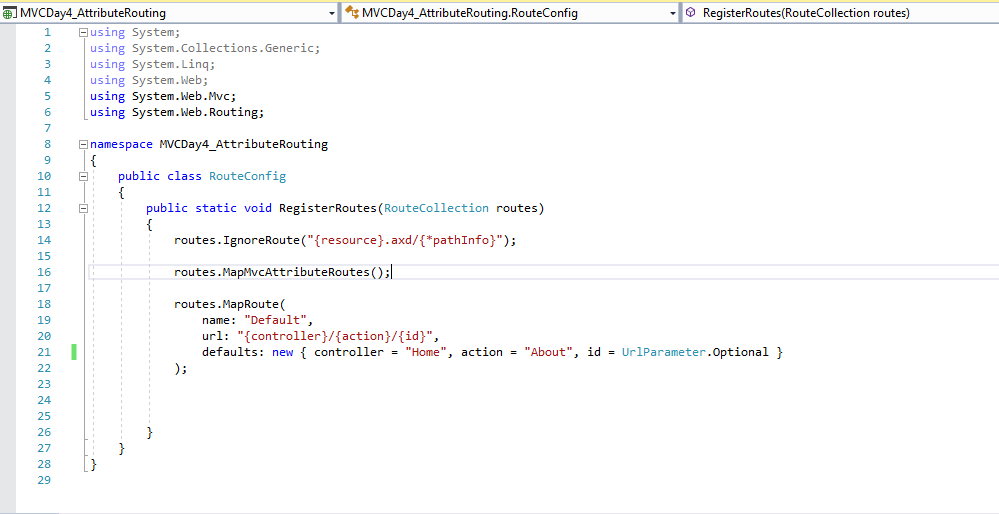 MVCDay4_AttributeRouting MVCDay4_AttributeRouting.RouteConfig RegisterRoutes(RouteCollection routes)
1 using System;
2 using System.Collections.Generic;
3 using System.Linq;
4 using System.Web;
5 using System.Web.Mvc;
6 using System.Web.Routing;
7
8 namespace MVCDay4_AttributeRouting
9 {
10 public class RouteConfig
11 {
12 public static void RegisterRoutes(RouteCollection routes)
13 {
14 routes.IgnoreRoute("{resource}.axd/{*pathInfo}");
15
16 routes.MapMvcAttributeRoutes();
17
18 routes.MapRoute(
19 name: "Default",
20 url: "{controller}/{action}/{id}",
21 defaults: new { controller = "Home", action = "About", id = UrlParameter.Optional }
22 );
23
24
25
26 }
27 }
28 }
29